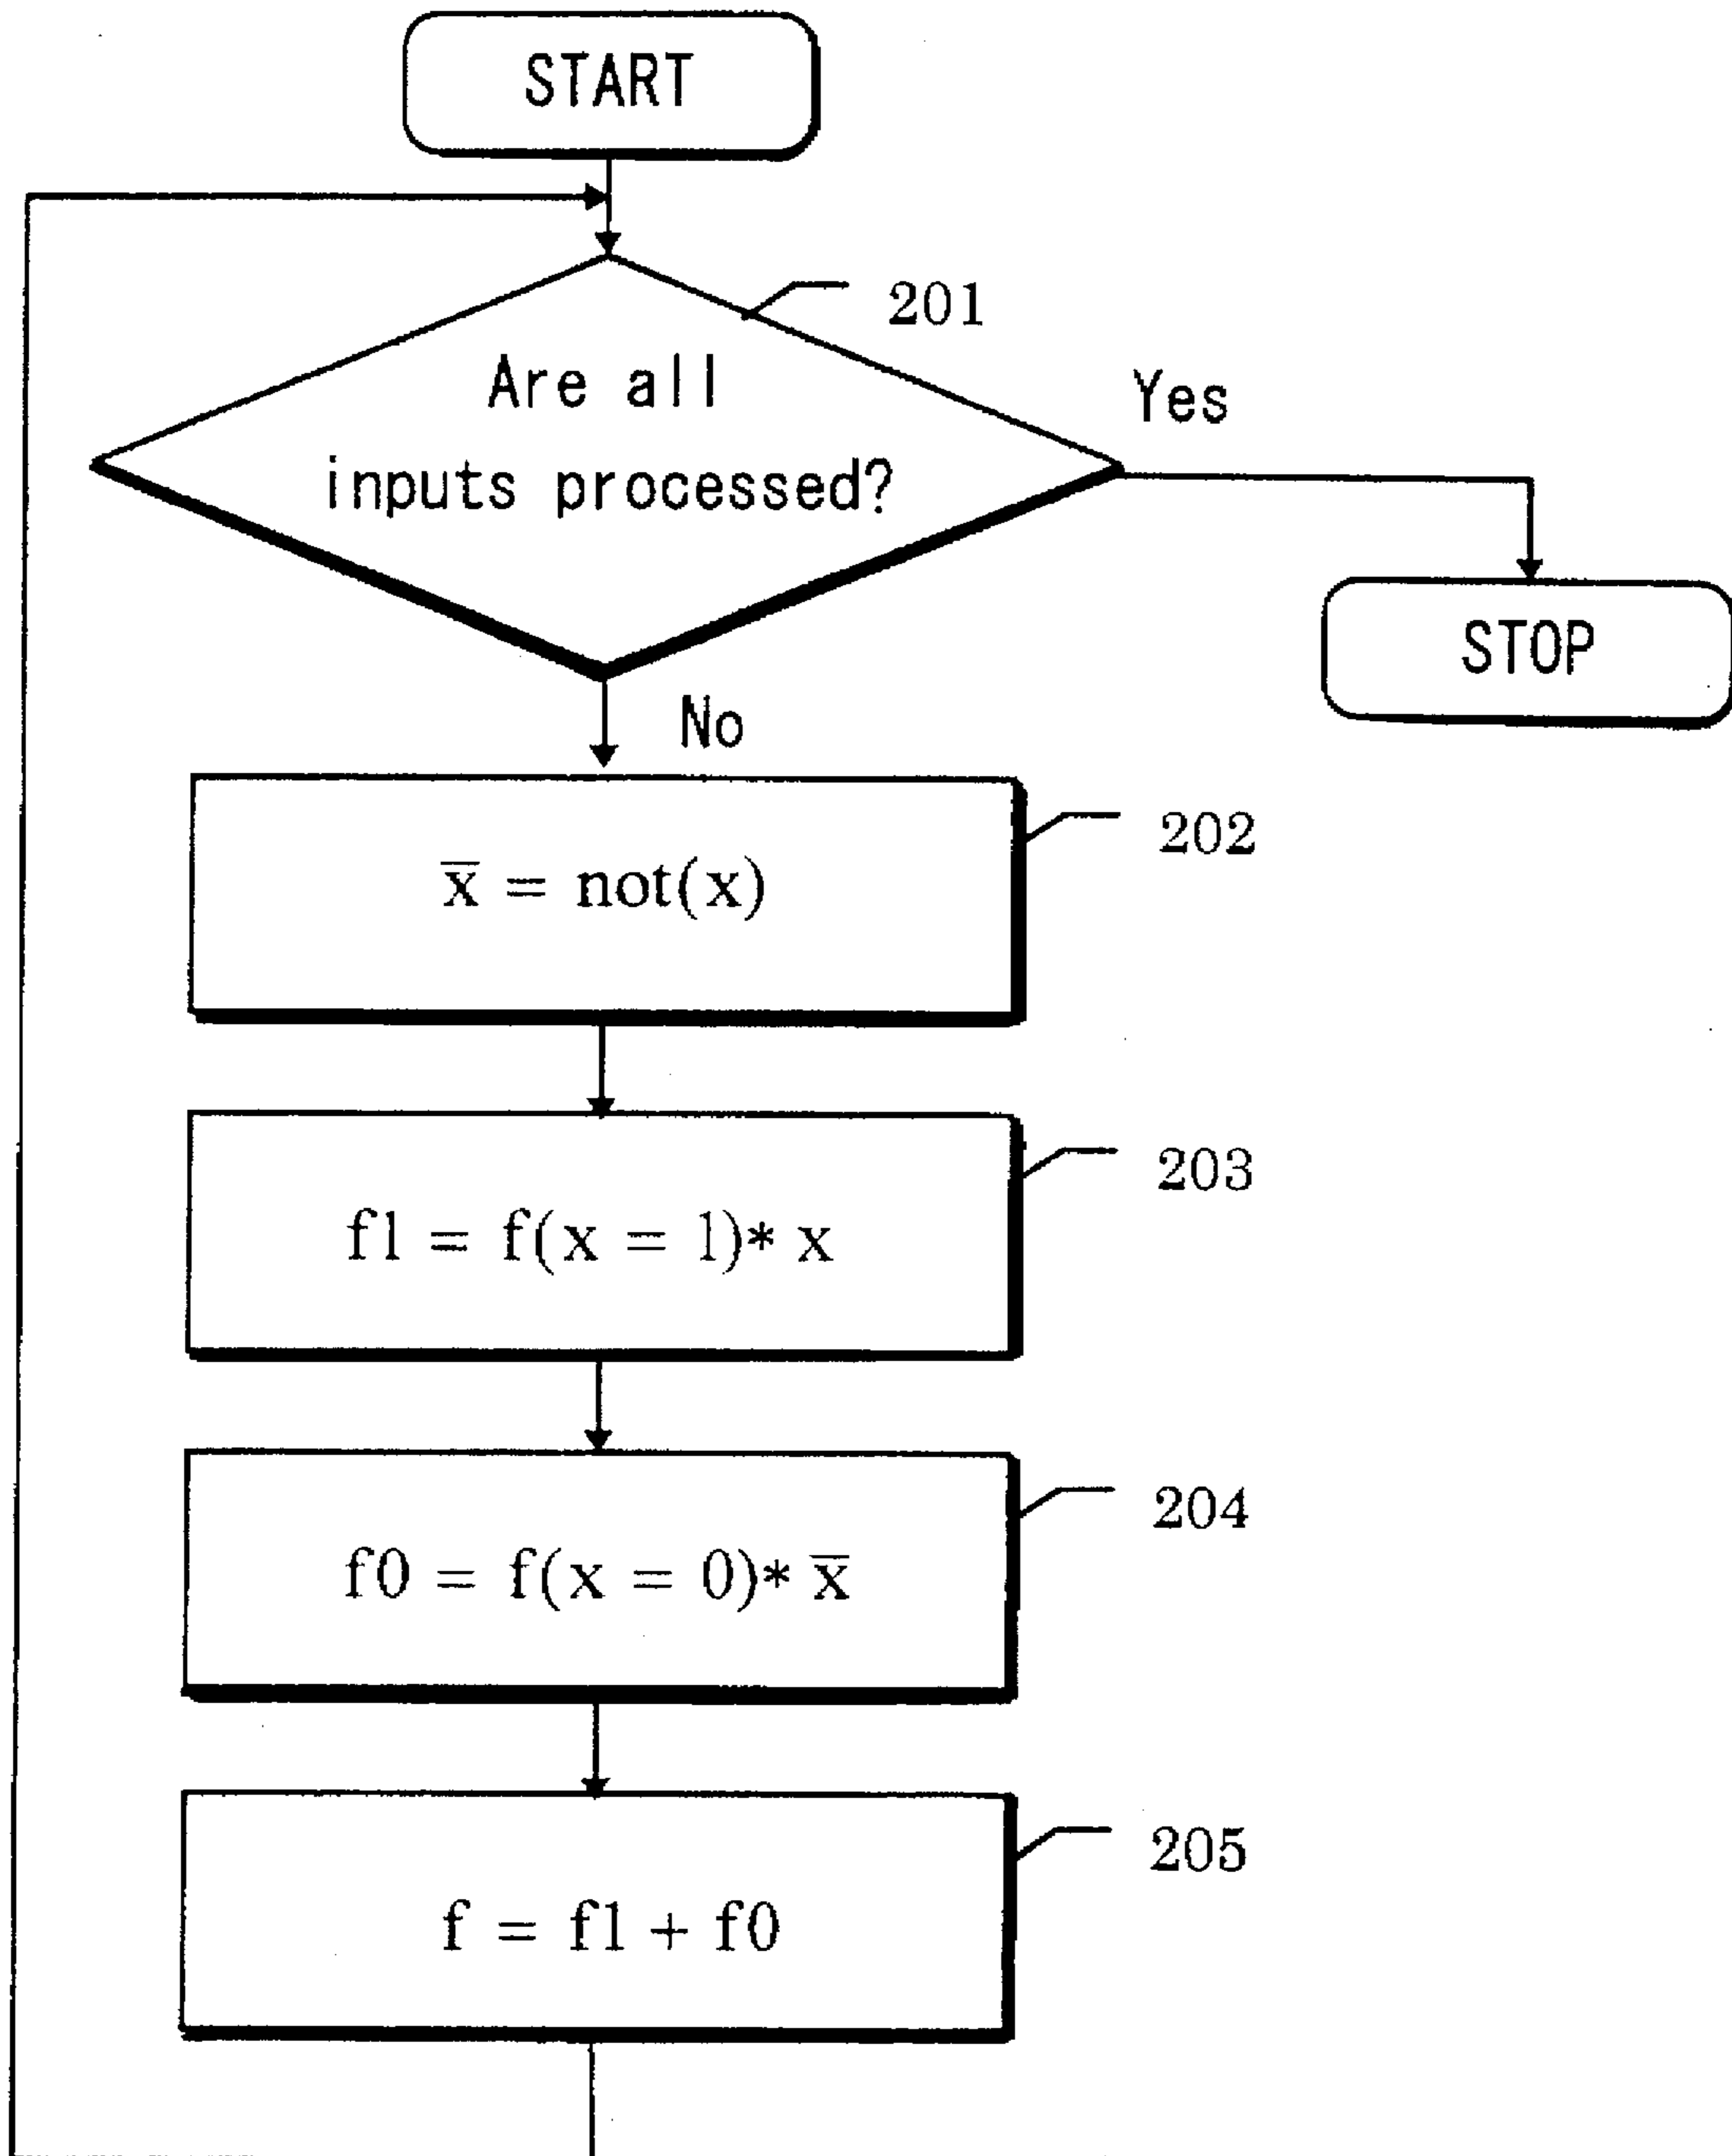 START
201
Are all
inputs processed?
Yes
STOP
No
202
x̅ = not(x)
203
f1 = f(x = 1)* x
204
f0 = f(x = 0)* x̅
205
f = f1 + f0